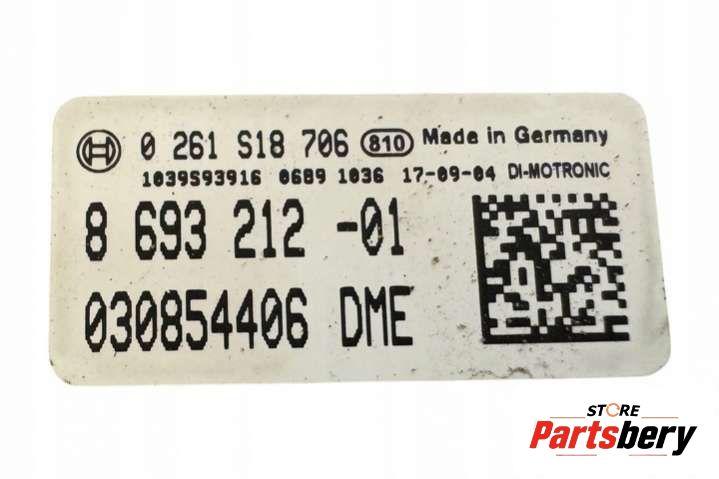 0 261 S18 706 810 Made in Germany
1039S93916 0689 1036 17-09-04 DI-MOTRONIC
8 693 212 -01
030854406 DME
STORE
Partsbery